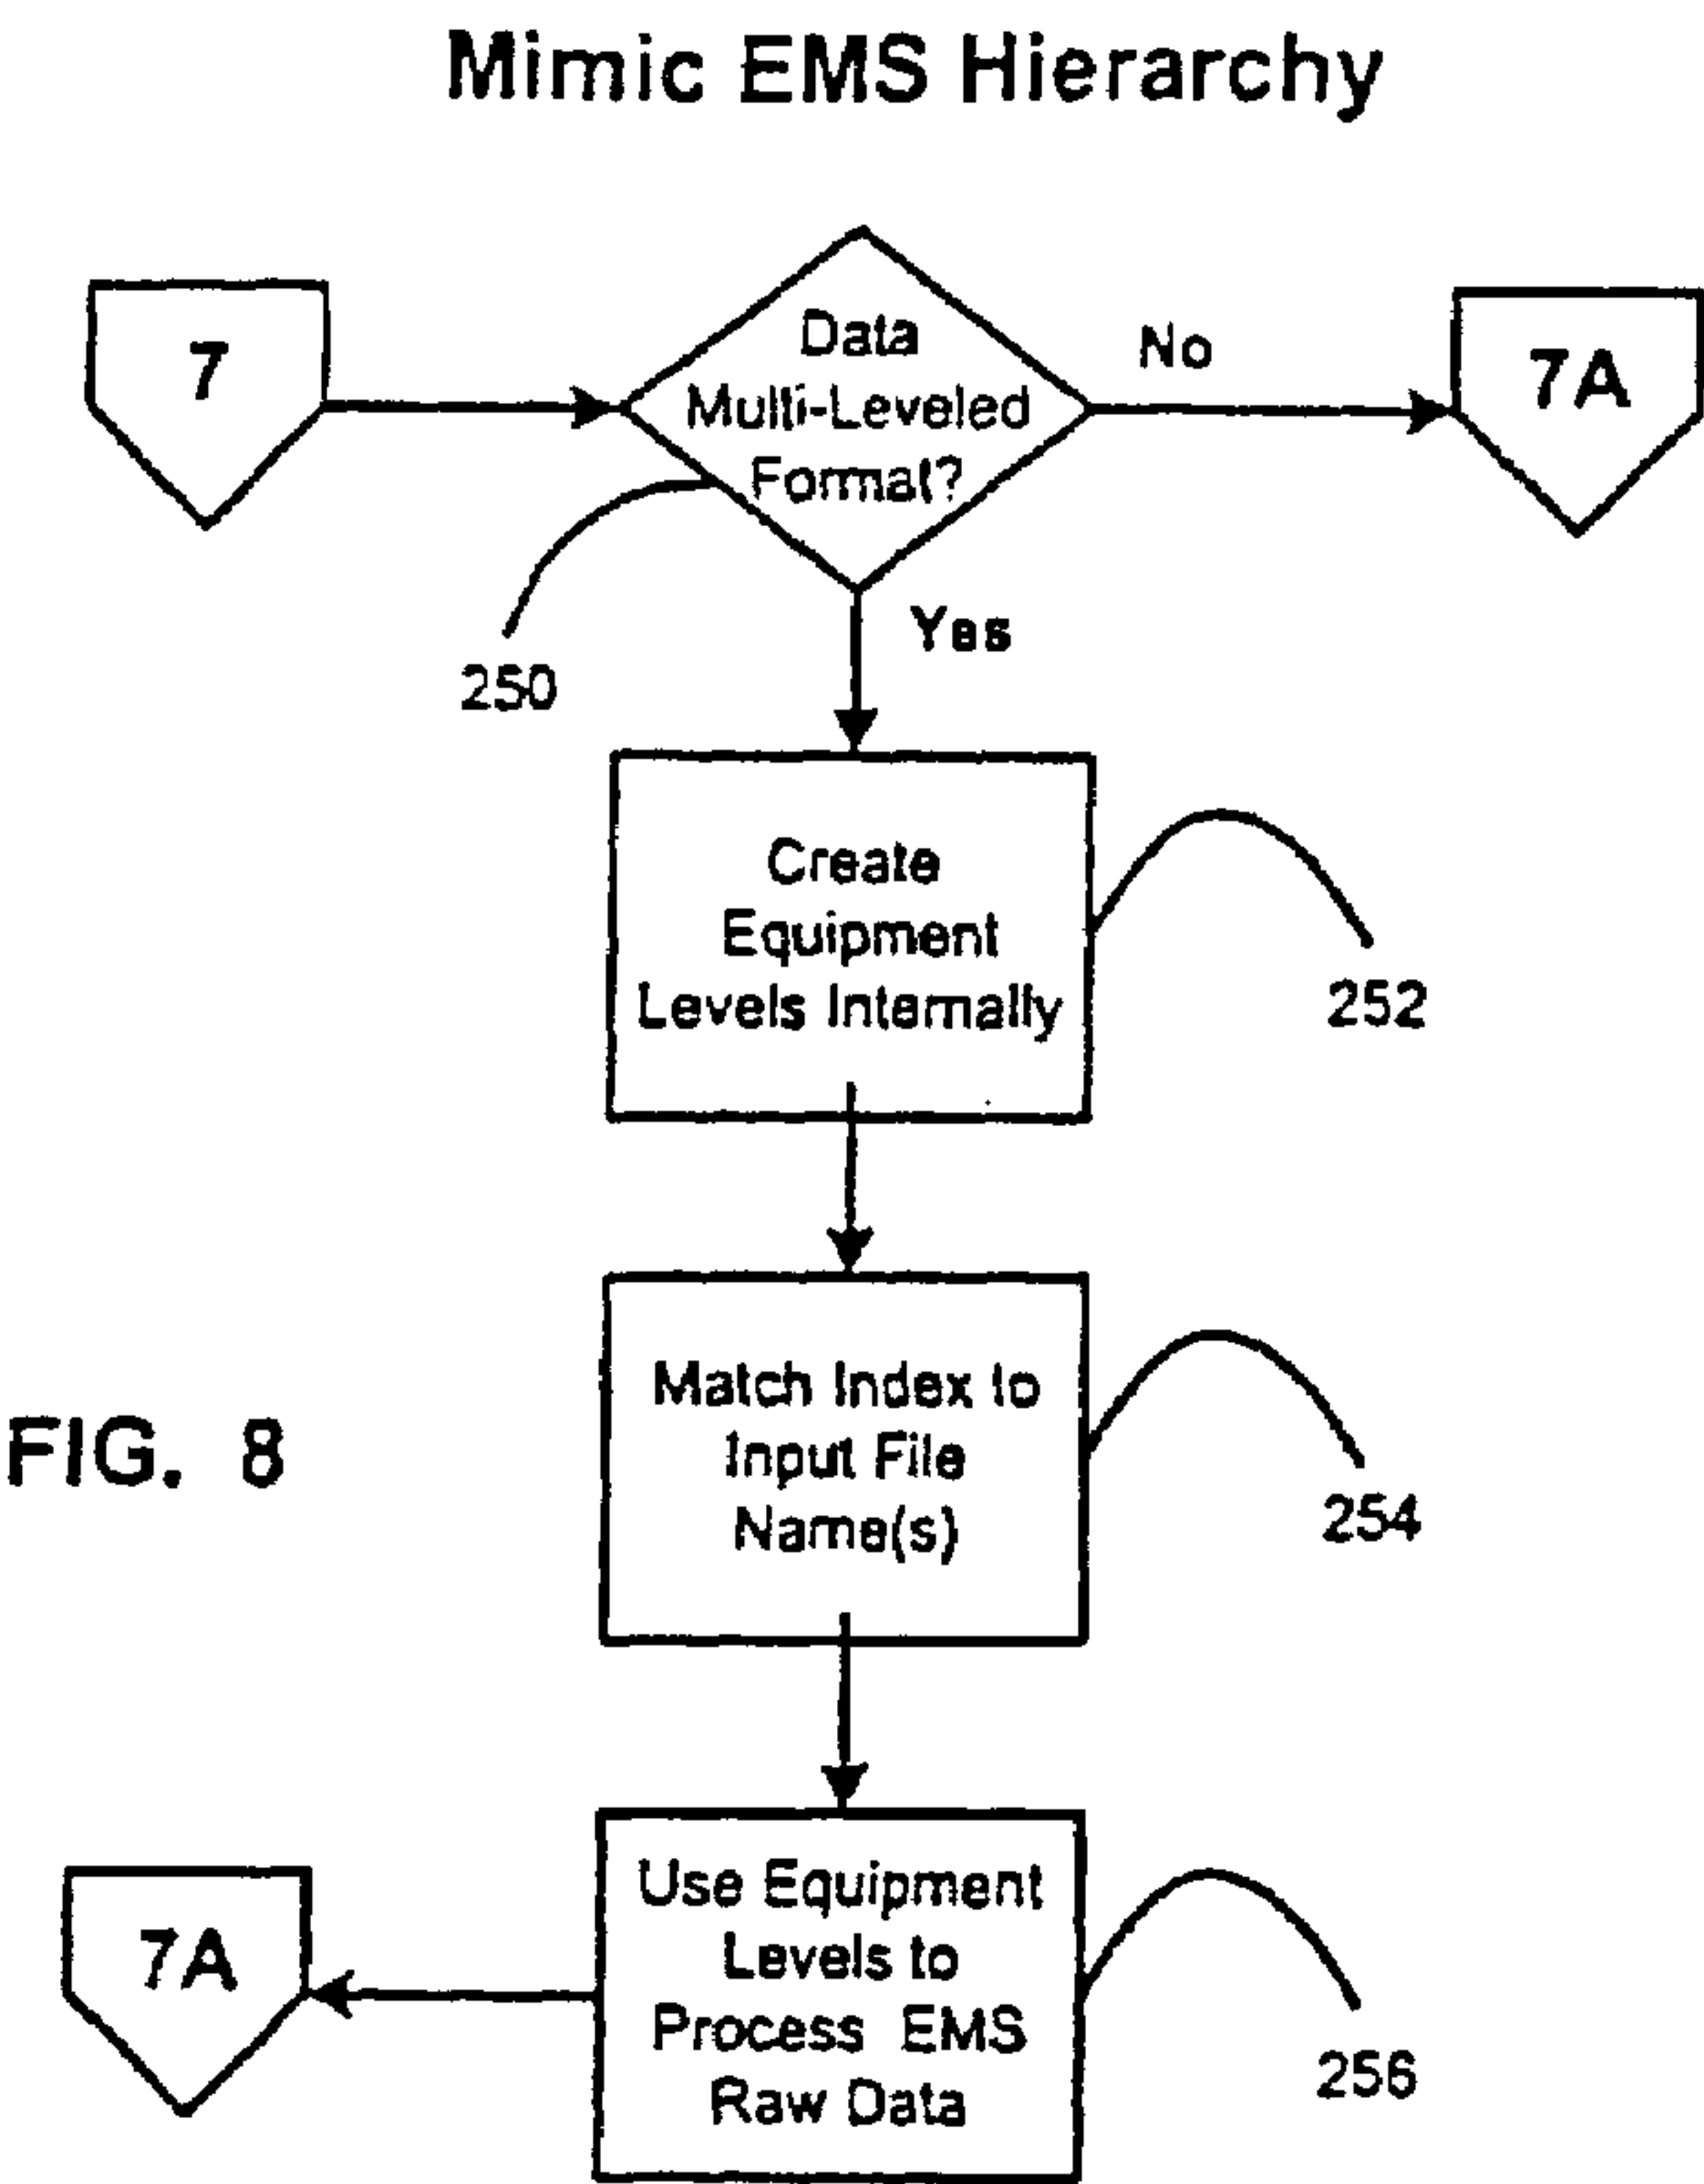 Mimic EMS Hierarchy
7
Data
Multi-Leveled
Format?
No
7A
Yes
250
Create
Equipment
Levels Internally
252
Match Index to
Input File
Name(s)
FIG. 8
254
Use Equipment
Levels to
Process EMS
Raw Data
7A
256